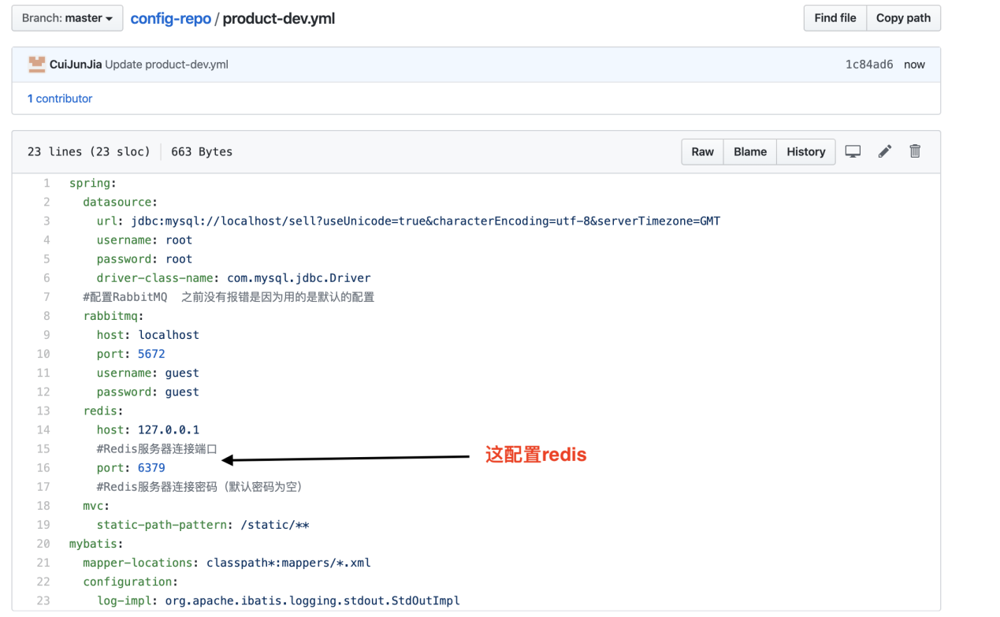 Branch: master config-repo / product-dev.yml Find file Copy path
CuiJunJia Update product-dev.yml 1c84ad6 now
1 contributor
23 lines (23 sloc) 663 Bytes Raw Blame History
1 spring:
2   datasource:
3     url: jdbc:mysql://localhost/sell?useUnicode=true&characterEncoding=utf-8&serverTimezone=GMT
4     username: root
5     password: root
6     driver-class-name: com.mysql.jdbc.Driver
7   #配置RabbitMQ  之前没有报错是因为用的是默认的配置
8   rabbitmq:
9     host: localhost
10     port: 5672
11     username: guest
12     password: guest
13   redis:
14     host: 127.0.0.1
15     #Redis服务器连接端口
这配置redis
16     port: 6379
17     #Redis服务器连接密码（默认密码为空）
18   mvc:
19     static-path-pattern: /static/**
20 mybatis:
21   mapper-locations: classpath*:mappers/*.xml
22   configuration:
23     log-impl: org.apache.ibatis.logging.stdout.StdOutImpl